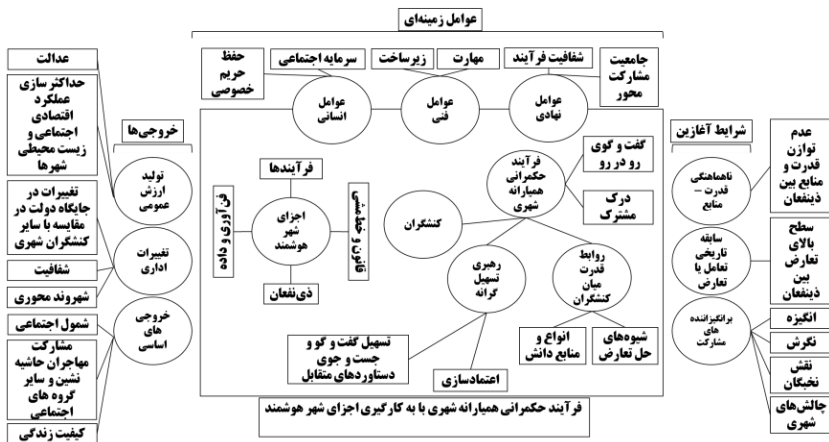 عوامل زمینه‌ای
جامعیت
مشارکت
محور
شفافیت فرآیند
مهارت
زیرساخت
سرمایه اجتماعی
حفظ
حریم
خصوصی
عوامل
نهادی
عوامل
فنی
عوامل
انسانی
شرایط آغازین
عدم
توازن
قدرت و
منابع بین
ذینفعان
ناهماهنگی
قدرت –
منابع
سطح
بالای
تعارض
بین
ذینفعان
سابقه
تاریخی
تعامل یا
تعارض
انگیزه
نگرش
نقش
نخبگان
چالش‌های
شهری
برانگیزاننده
های
مشارکت
گفت و گوی
رو در رو
درک
مشترک
فرآیند
حکمرانی
همیارانه
شهری
کنشگران
روابط
قدرت
میان
کنشگران
رهبری
تسهیل
گرانه
شیوه‌های
حل تعارض
انواع و
منابع دانش
اعتمادسازی
تسهیل گفت و گو و
جست و جوی
دستاوردهای متقابل
فرآیندها
قانون و خط‌مشی
اجزای
شهر
هوشمند
فن آوری و داده
ذی‌نفعان
فرآیند حکمرانی همیارانه شهری با به کارگیری اجزای شهر هوشمند
خروجی‌ها
تولید
ارزش
عمومی
تغییرات
اداری
خروجی
های
اساسی
عدالت
حداکثر سازی
عملکرد
اقتصادی
اجتماعی و
زیست محیطی
شهرها
تغییرات در
جایگاه دولت در
مقایسه با سایر
کنشگران شهری
شفافیت
شهروند محوری
شمول اجتماعی
مشارکت
مهاجران حاشیه
نشین و سایر
گروه های
اجتماعی
کیفیت زندگی